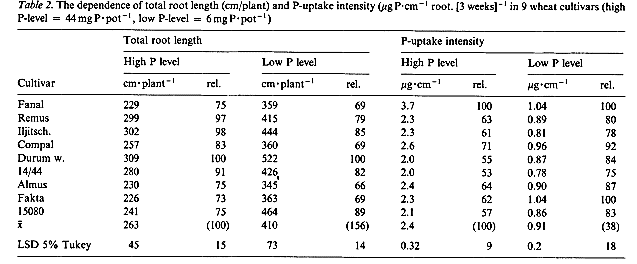 Table 2. The dependence of total root length (cm/plant) and P-uptake intensity (μg P·cm⁻¹ root. [3 weeks]⁻¹ in 9 wheat cultivars (high
P-level = 44 mg P·pot⁻¹, low P-level = 6 mg P·pot⁻¹)
Total root length P-uptake intensity
High P level Low P level High P level Low P level
Cultivar cm·plant⁻¹ rel. cm·plant⁻¹ rel. μg·cm⁻¹ rel. μg·cm⁻¹ rel.
Fanal 229 75 359 69 3.7 100 1.04 100
Remus 299 97 415 79 2.3 63 0.89 80
Iljitsch. 302 98 444 85 2.3 61 0.81 78
Compal 257 83 360 69 2.6 71 0.96 92
Durum w. 309 100 522 100 2.0 55 0.87 84
14/44 280 91 426 82 2.0 53 0.78 75
Almus 230 75 345 66 2.4 64 0.90 87
Fakta 226 73 363 69 2.3 62 1.04 100
15080 241 75 464 89 2.1 57 0.86 83
x̄ 263 (100) 410 (156) 2.4 (100) 0.91 (38)
LSD 5% Tukey 45 15 73 14 0.32 9 0.2 18